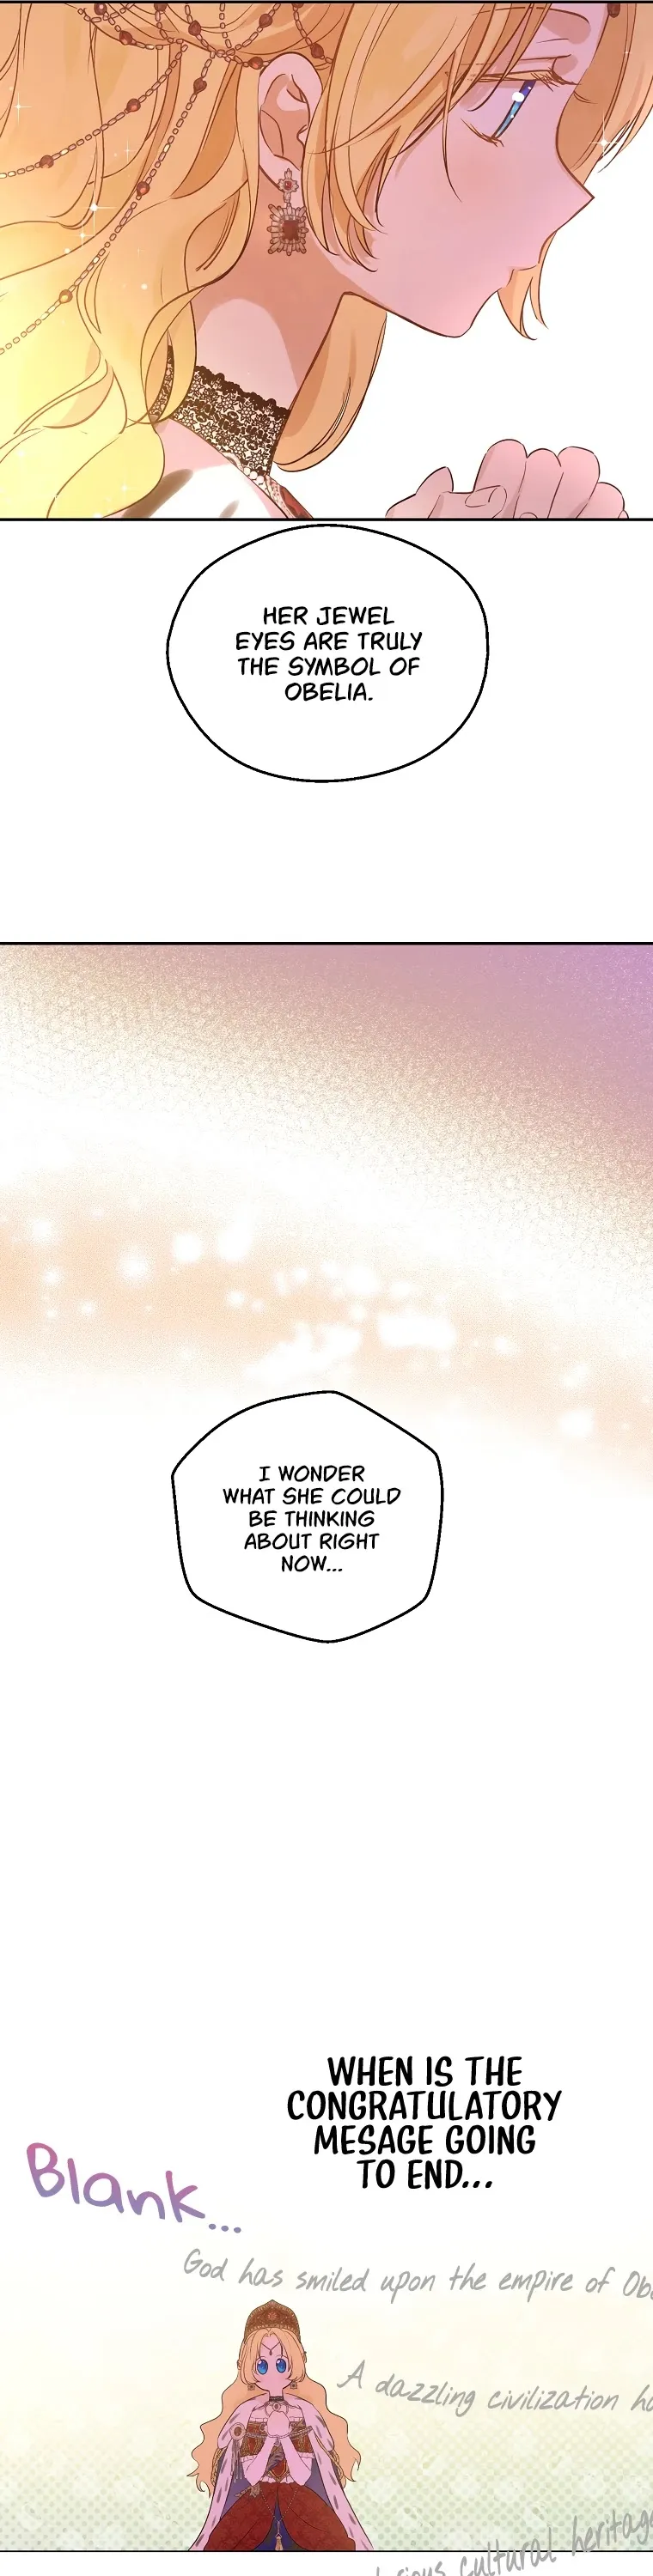 HER JEWEL
EYES ARE TRULY
THE SYMBOL OF
OBELIA.
I WONDER
WHAT SHE COULD
BE THINKING
ABOUT RIGHT
NOW...
WHEN IS THE
CONGRATULATORY
MESAGE GOING
TO END...
Blank...
God has smiled upon the empire of
A dazzling civilization
cultural heritage